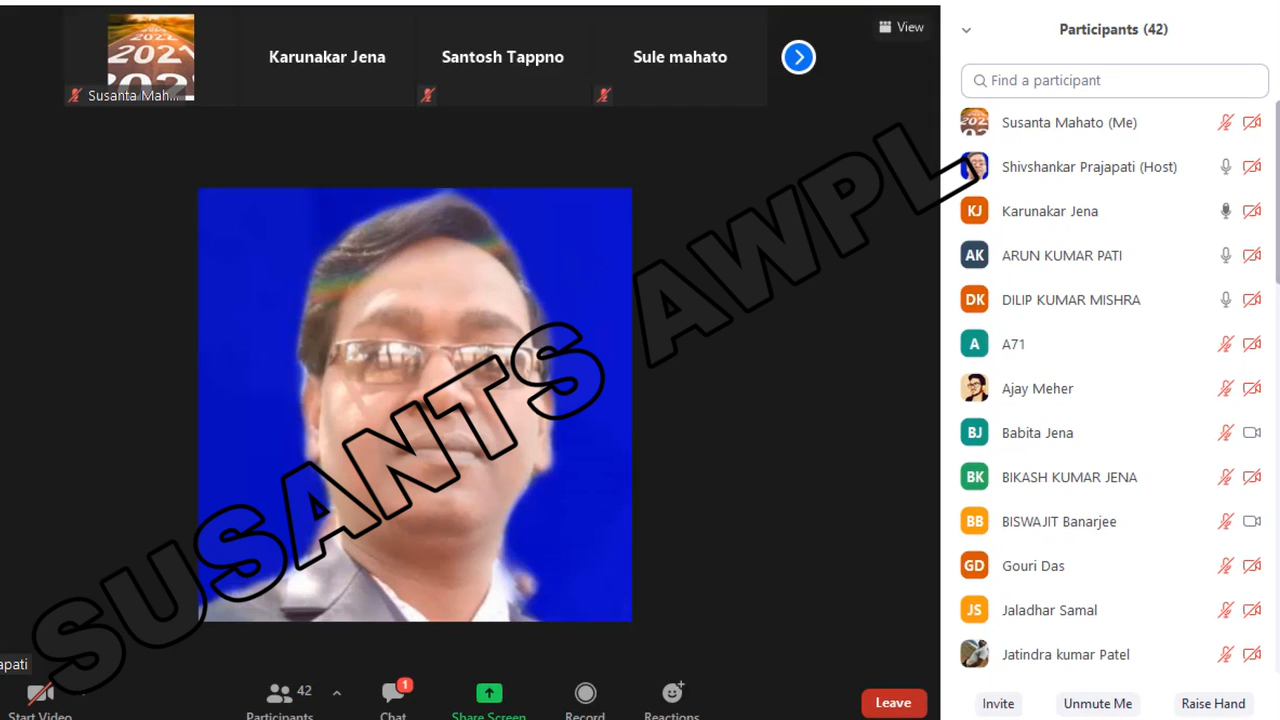 View
Karunakar Jena
Santosh Tappno
Sule mahato
2021
Susanta Mah...
SUSANTS AWPL
apati
Start Video
42
Participants
1
Chat
Share Screen
Record
Reactions
Leave
Participants (42)
Find a participant
Susanta Mahato (Me)
Shivshankar Prajapati (Host)
KJ Karunakar Jena
AK ARUN KUMAR PATI
DK DILIP KUMAR MISHRA
A A71
Ajay Meher
BJ Babita Jena
BK BIKASH KUMAR JENA
BB BISWAJIT Banarjee
GD Gouri Das
JS Jaladhar Samal
Jatindra kumar Patel
Invite
Unmute Me
Raise Hand